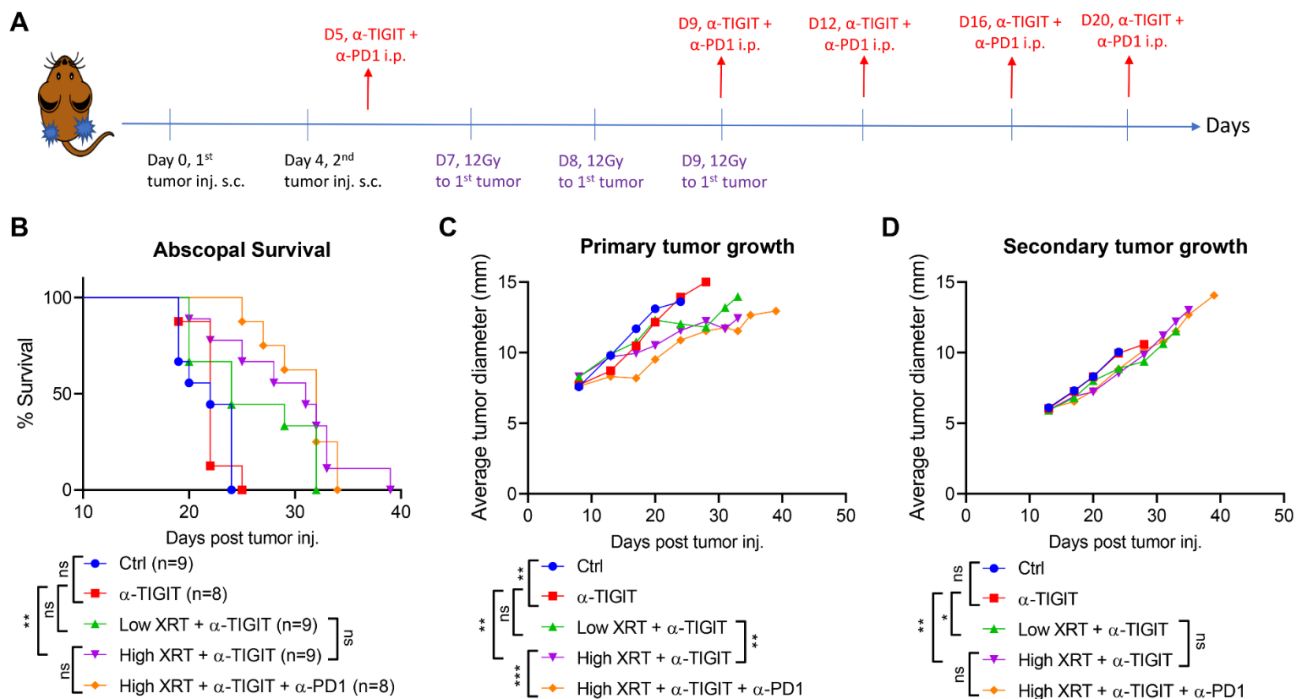 A
D5, α-TIGIT +
α-PD1 i.p.
D9, α-TIGIT +
α-PD1 i.p.
D12, α-TIGIT +
α-PD1 i.p.
D16, α-TIGIT +
α-PD1 i.p.
D20, α-TIGIT +
α-PD1 i.p.
Days
Day 0, 1st
tumor inj. s.c.
Day 4, 2nd
tumor inj. s.c.
D7, 12Gy
to 1st tumor
D8, 12Gy
to 1st tumor
D9, 12Gy
to 1st tumor
B
Abscopal Survival
% Survival
100
50
0
10 20 30 40
Days post tumor inj.
Ctrl (n=9)
α-TIGIT (n=8)
Low XRT + α-TIGIT (n=9)
High XRT + α-TIGIT (n=9)
High XRT + α-TIGIT + α-PD1 (n=8)
ns
**
ns
ns
ns
C
Primary tumor growth
Average tumor diameter (mm)
15
10
5
0
0 10 20 30 40 50
Days post tumor inj.
Ctrl
α-TIGIT
Low XRT + α-TIGIT
High XRT + α-TIGIT
High XRT + α-TIGIT + α-PD1
**
**
ns
**
***
D
Secondary tumor growth
Average tumor diameter (mm)
15
10
5
0
0 10 20 30 40 50
Days post tumor inj.
Ctrl
α-TIGIT
Low XRT + α-TIGIT
High XRT + α-TIGIT
High XRT + α-TIGIT + α-PD1
ns
**
*
ns
ns